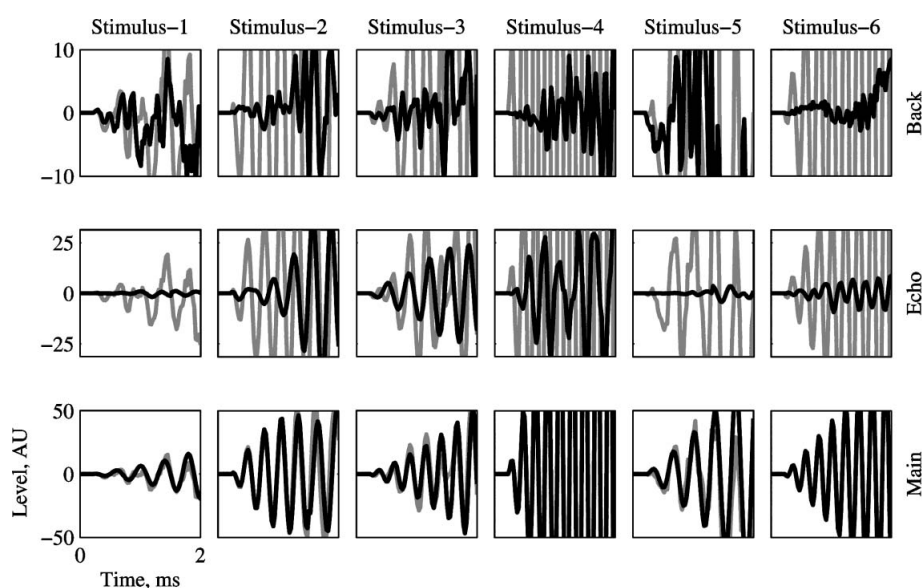 Stimulus−1 Stimulus−2 Stimulus−3 Stimulus−4 Stimulus−5 Stimulus−6
10
0
−10
Back
25
0
−25
Echo
50
0
−50
Level, AU
Main
0 2
Time, ms